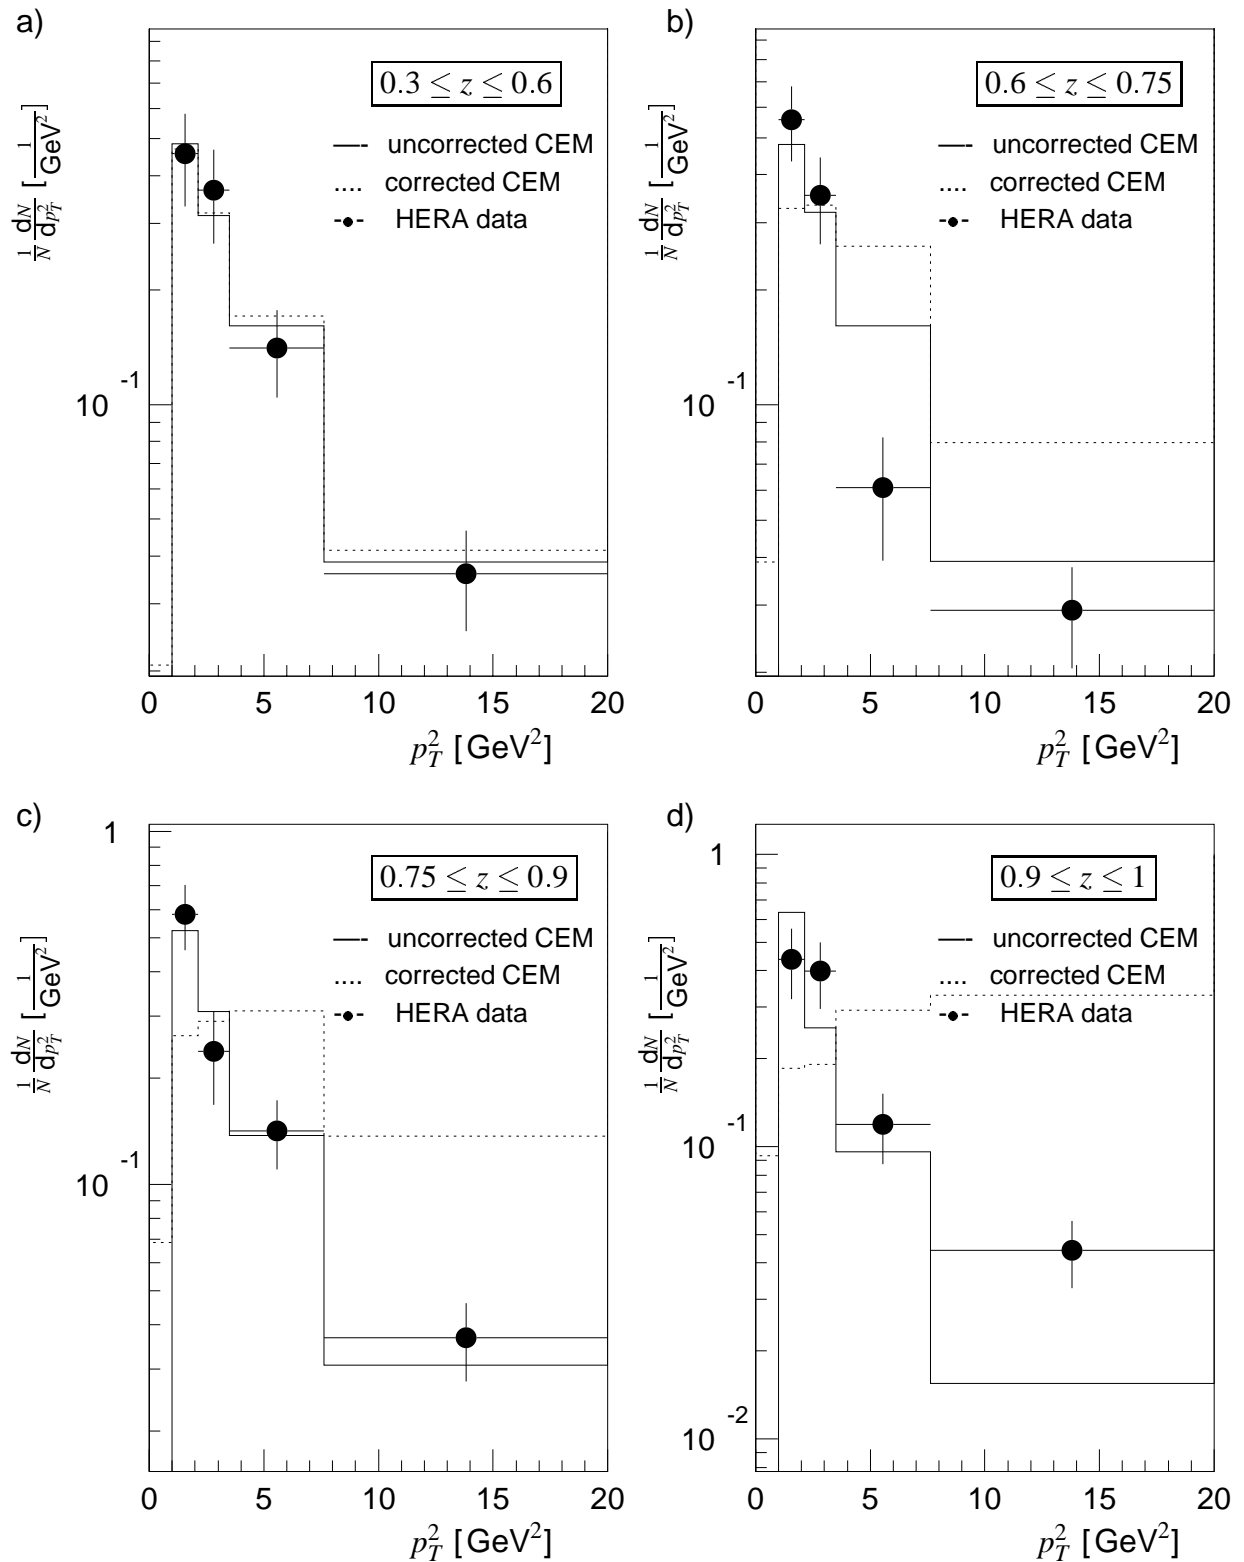 a)
0.3 ≤ z ≤ 0.6
uncorrected CEM
corrected CEM
HERA data
1/N dN/dp_T^2 [1/GeV^2]
10^-1
0 5 10 15 20
p_T^2 [GeV^2]
b)
0.6 ≤ z ≤ 0.75
uncorrected CEM
corrected CEM
HERA data
1/N dN/dp_T^2 [1/GeV^2]
10^-1
0 5 10 15 20
p_T^2 [GeV^2]
c)
1
0.75 ≤ z ≤ 0.9
uncorrected CEM
corrected CEM
HERA data
1/N dN/dp_T^2 [1/GeV^2]
10^-1
0 5 10 15 20
p_T^2 [GeV^2]
d)
1
0.9 ≤ z ≤ 1
uncorrected CEM
corrected CEM
HERA data
1/N dN/dp_T^2 [1/GeV^2]
10^-1
10^-2
0 5 10 15 20
p_T^2 [GeV^2]